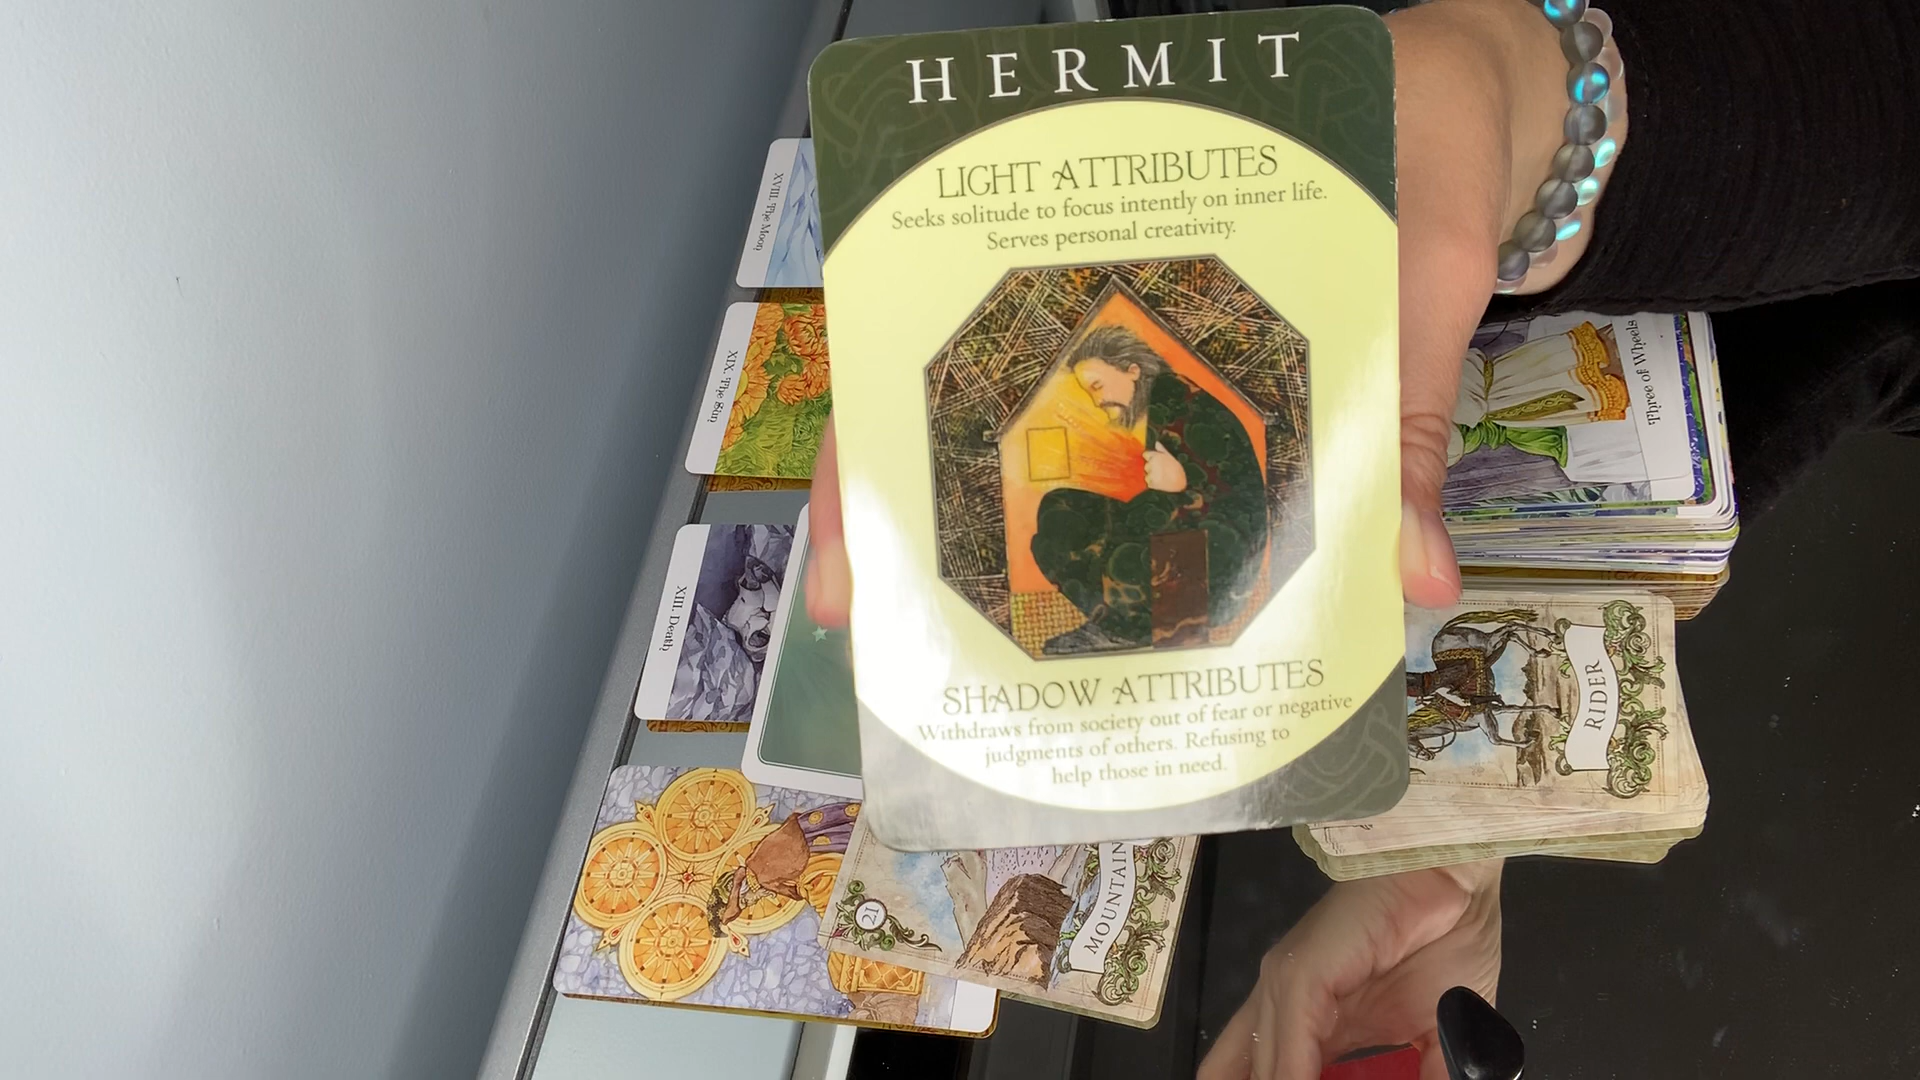 HERMIT
LIGHT ATTRIBUTES
Seeks solitude to focus intently on inner life.
Serves personal creativity.
SHADOW ATTRIBUTES
Withdraws from society out of fear or negative
judgments of others. Refusing to
help those in need.
XVIII. The Moon
XIX. The Sun
XIII. Death
21
MOUNTAIN
Three of Wheels
RIDER